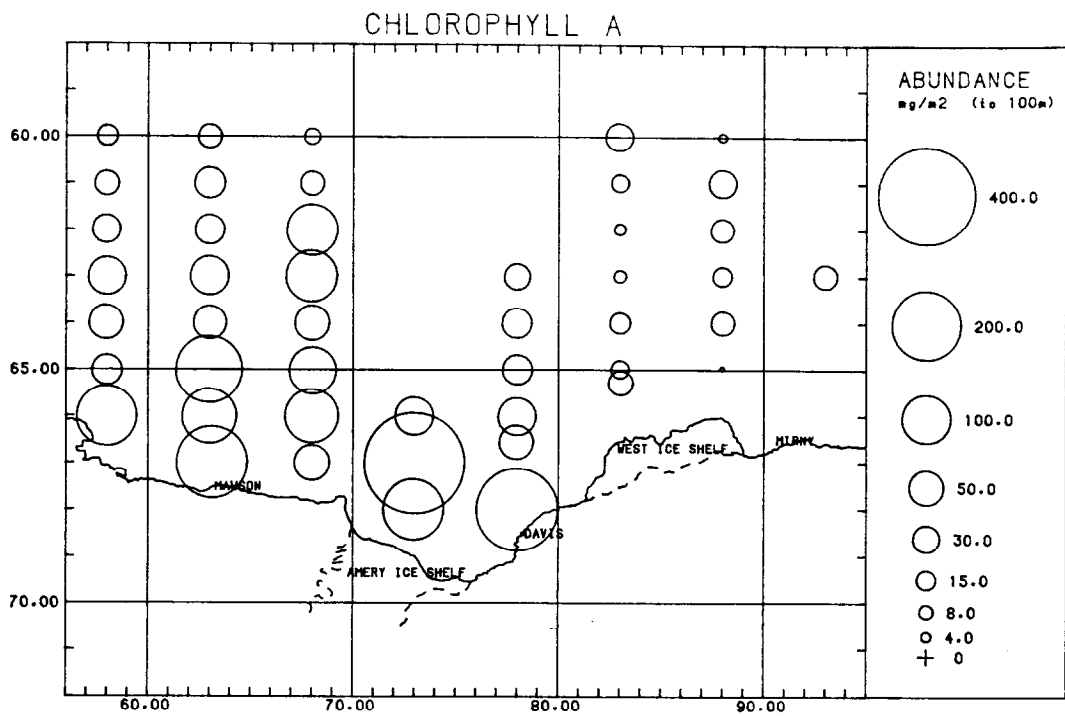 CHLOROPHYLL A
ABUNDANCE
mg/m2 (to 100m)
400.0
200.0
100.0
50.0
30.0
15.0
8.0
4.0
0
60.00
65.00
70.00
MAWSON
AMERY ICE SHELF
DAVIS
WEST ICE SHELF
MIRNY
60.00
70.00
80.00
90.00